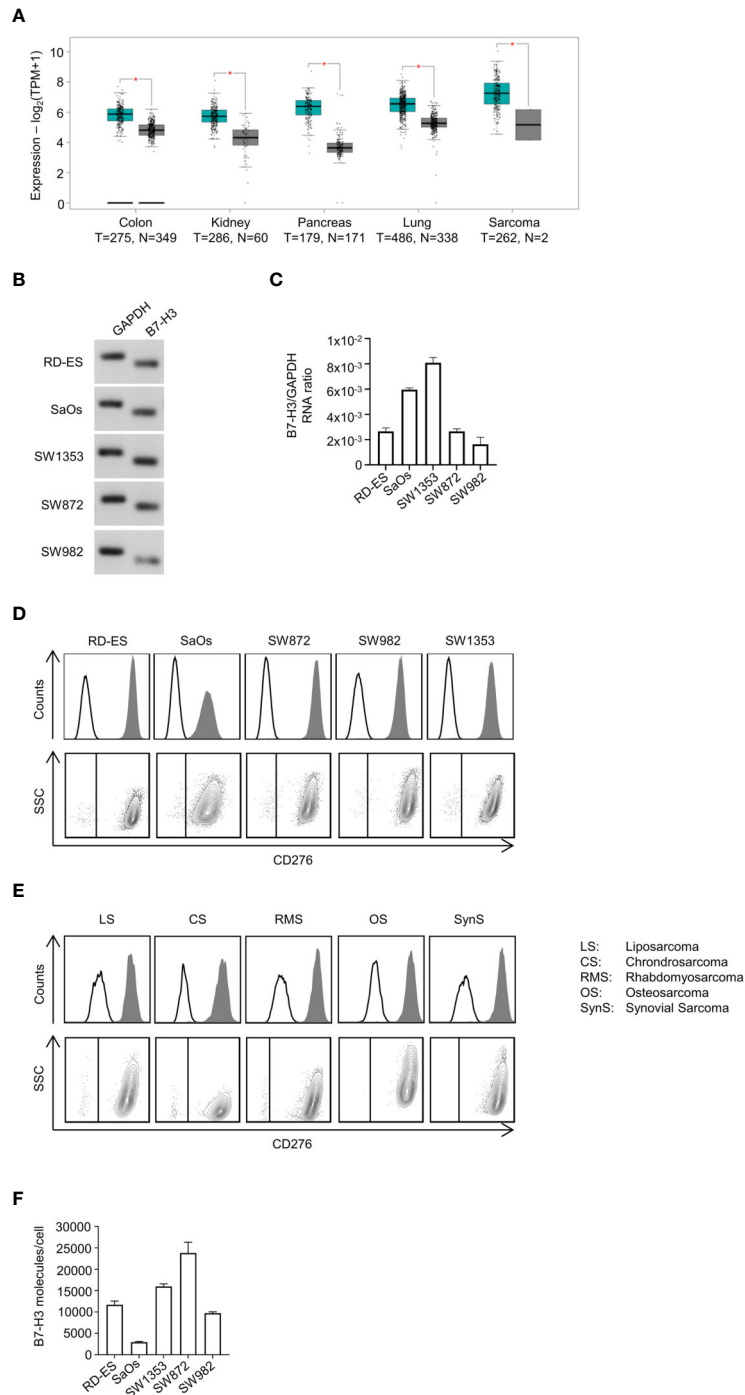 A
Expression – log2(TPM+1)
10
8
6
4
2
0
Colon Kidney Pancreas Lung Sarcoma
T=275, N=349 T=286, N=60 T=179, N=171 T=486, N=338 T=262, N=2
B
GAPDH B7-H3
RD-ES
SaOs
SW1353
SW872
SW982
C
B7-H3/GAPDH
RNA ratio
1x10-2
8x10-3
6x10-3
4x10-3
2x10-3
0
RD-ES SaOs SW1353 SW872 SW982
D
RD-ES SaOs SW872 SW982 SW1353
Counts
SSC
CD276
E
LS CS RMS OS SynS
Counts
SSC
CD276
LS: Liposarcoma
CS: Chrondrosarcoma
RMS: Rhabdomyosarcoma
OS: Osteosarcoma
SynS: Synovial Sarcoma
F
B7-H3 molecules/cell
30000
25000
20000
15000
10000
5000
0
RD-ES SaOs SW1353 SW872 SW982